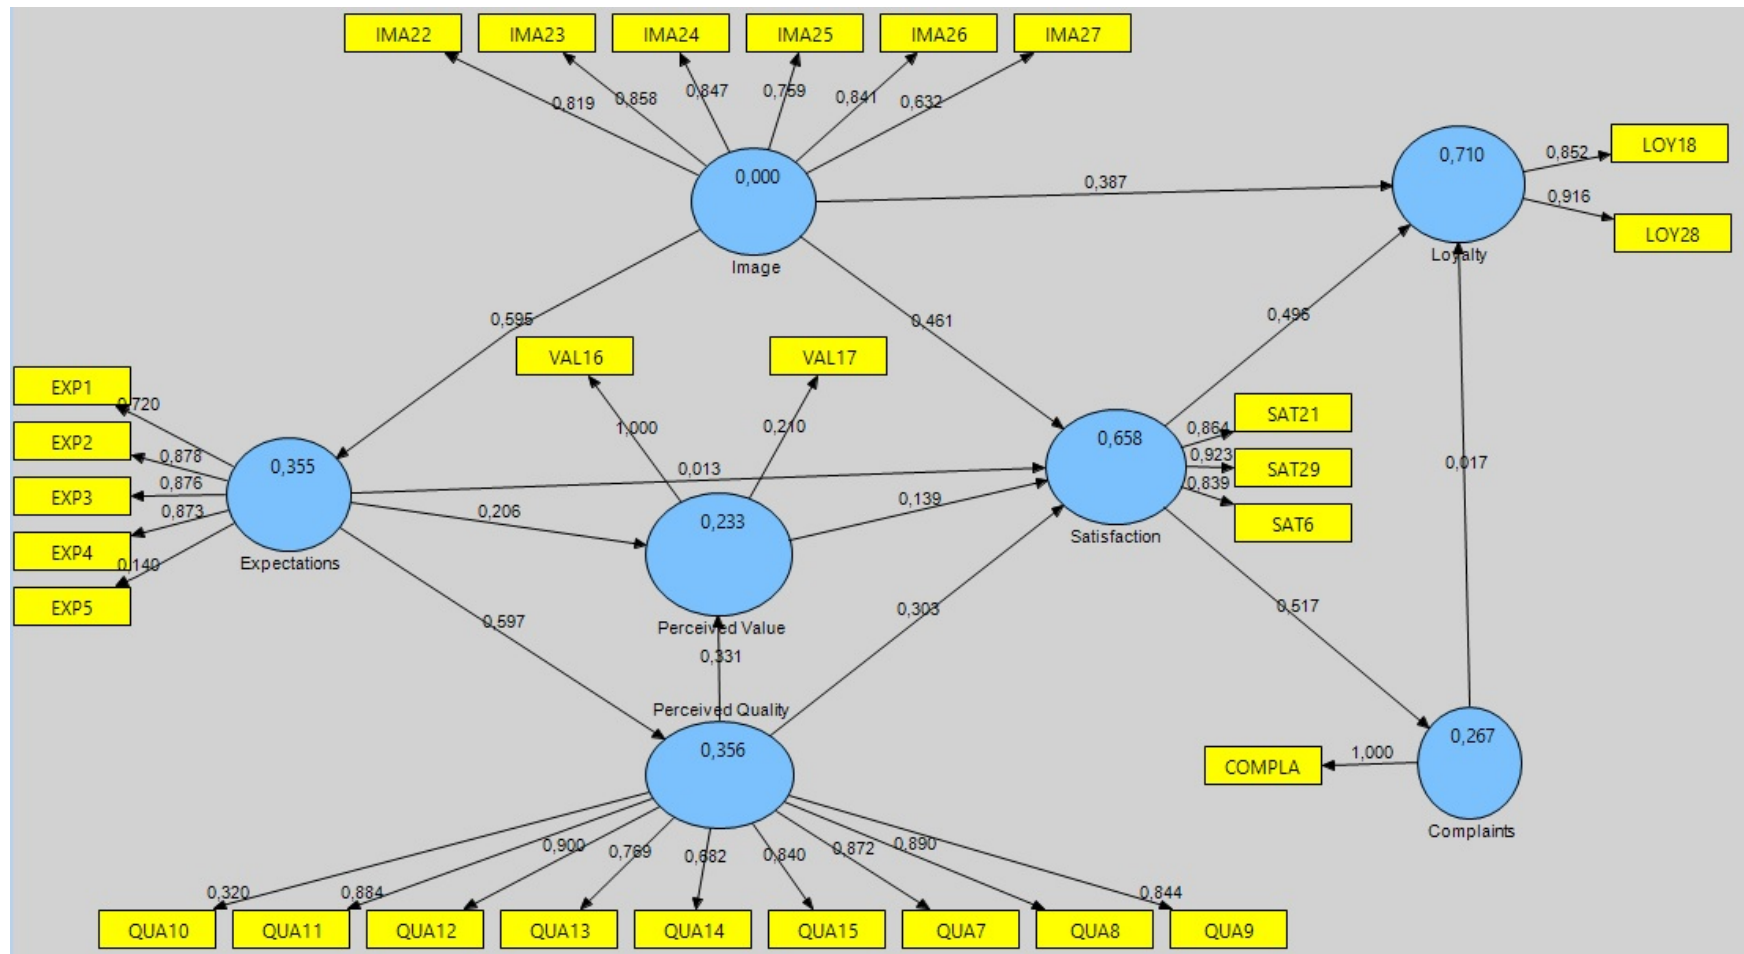 IMA22 IMA23 IMA24 IMA25 IMA26 IMA27
0,819 0,858 0,847 0,759 0,841 0,632
0,000
Image
0,710
Loyalty
0,852
LOY18
0,916
LOY28
0,387
0,595
0,461
0,496
VAL16 VAL17
1,000 0,210
EXP1
0,720
EXP2
0,878
EXP3
0,876
EXP4
0,873
EXP5
0,140
0,355
Expectations
0,013
0,206
0,139
0,233
Perceived Value
0,658
Satisfaction
0,864
SAT21
0,923
SAT29
0,839
SAT6
0,017
0,597
0,331
0,303
0,517
Perceived Quality
0,356
COMPLA
1,000
0,267
Complaints
0,320 0,884 0,900 0,769 0,682 0,840 0,872 0,890 0,844
QUA10 QUA11 QUA12 QUA13 QUA14 QUA15 QUA7 QUA8 QUA9